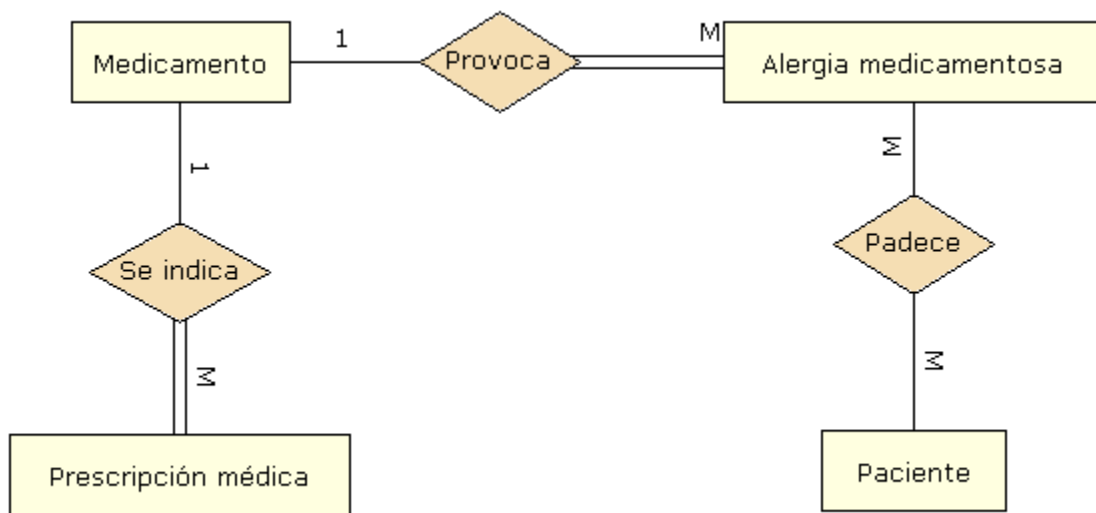 Medicamento
1
Provoca
M
Alergia medicamentosa
1
M
Se indica
Padece
M
M
Prescripción médica
Paciente